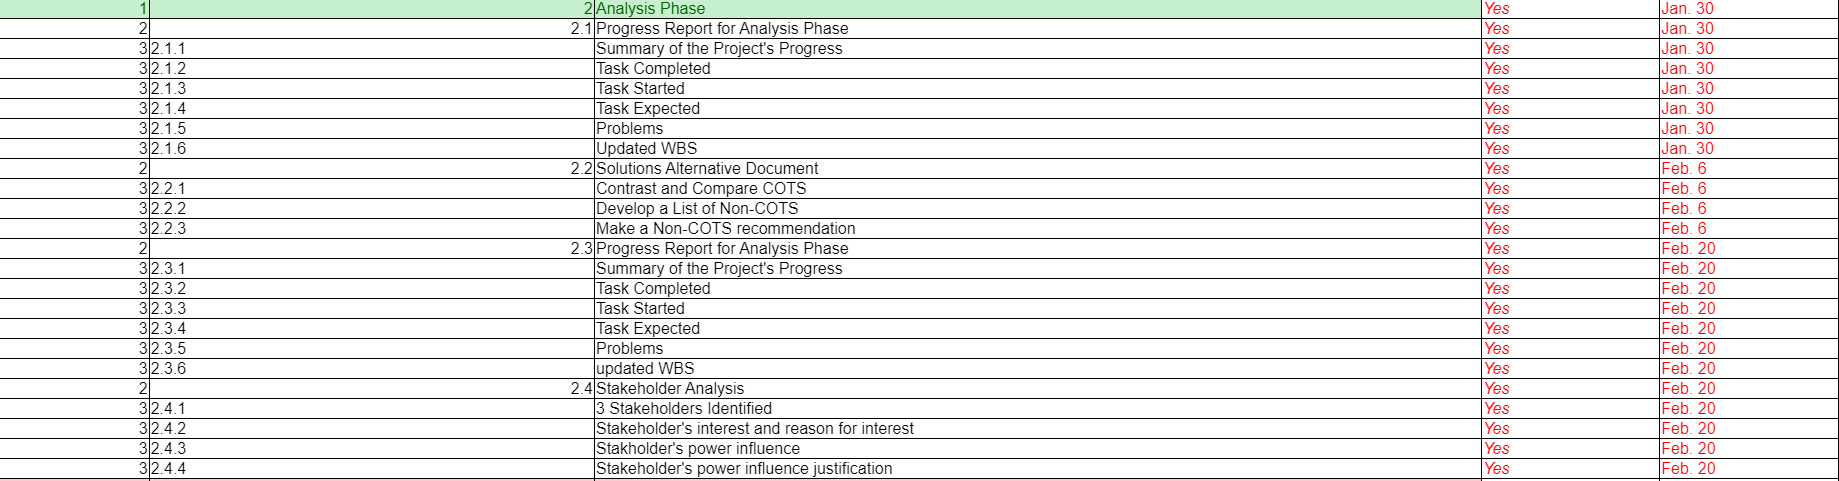 1 2 Analysis Phase Yes Jan. 30
2 2.1 Progress Report for Analysis Phase Yes Jan. 30
3 2.1.1 Summary of the Project's Progress Yes Jan. 30
3 2.1.2 Task Completed Yes Jan. 30
3 2.1.3 Task Started Yes Jan. 30
3 2.1.4 Task Expected Yes Jan. 30
3 2.1.5 Problems Yes Jan. 30
3 2.1.6 Updated WBS Yes Jan. 30
2 2.2 Solutions Alternative Document Yes Feb. 6
3 2.2.1 Contrast and Compare COTS Yes Feb. 6
3 2.2.2 Develop a List of Non-COTS Yes Feb. 6
3 2.2.3 Make a Non-COTS recommendation Yes Feb. 6
2 2.3 Progress Report for Analysis Phase Yes Feb. 20
3 2.3.1 Summary of the Project's Progress Yes Feb. 20
3 2.3.2 Task Completed Yes Feb. 20
3 2.3.3 Task Started Yes Feb. 20
3 2.3.4 Task Expected Yes Feb. 20
3 2.3.5 Problems Yes Feb. 20
3 2.3.6 updated WBS Yes Feb. 20
2 2.4 Stakeholder Analysis Yes Feb. 20
3 2.4.1 3 Stakeholders Identified Yes Feb. 20
3 2.4.2 Stakeholder's interest and reason for interest Yes Feb. 20
3 2.4.3 Stakholder's power influence Yes Feb. 20
3 2.4.4 Stakeholder's power influence justification Yes Feb. 20